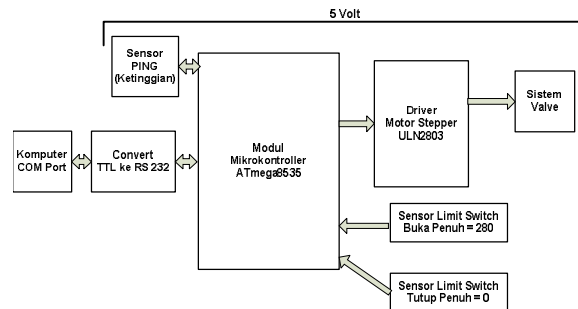 5 Volt
Sensor
PING
(Ketinggian)
Komputer
COM Port
Convert
TTL ke RS 232
Modul
Mikrokontroller
ATmega8535
Driver
Motor Stepper
ULN2803
Sistem
Valve
Sensor Limit Switch
Buka Penuh = 280
Sensor Limit Switch
Tutup Penuh = 0